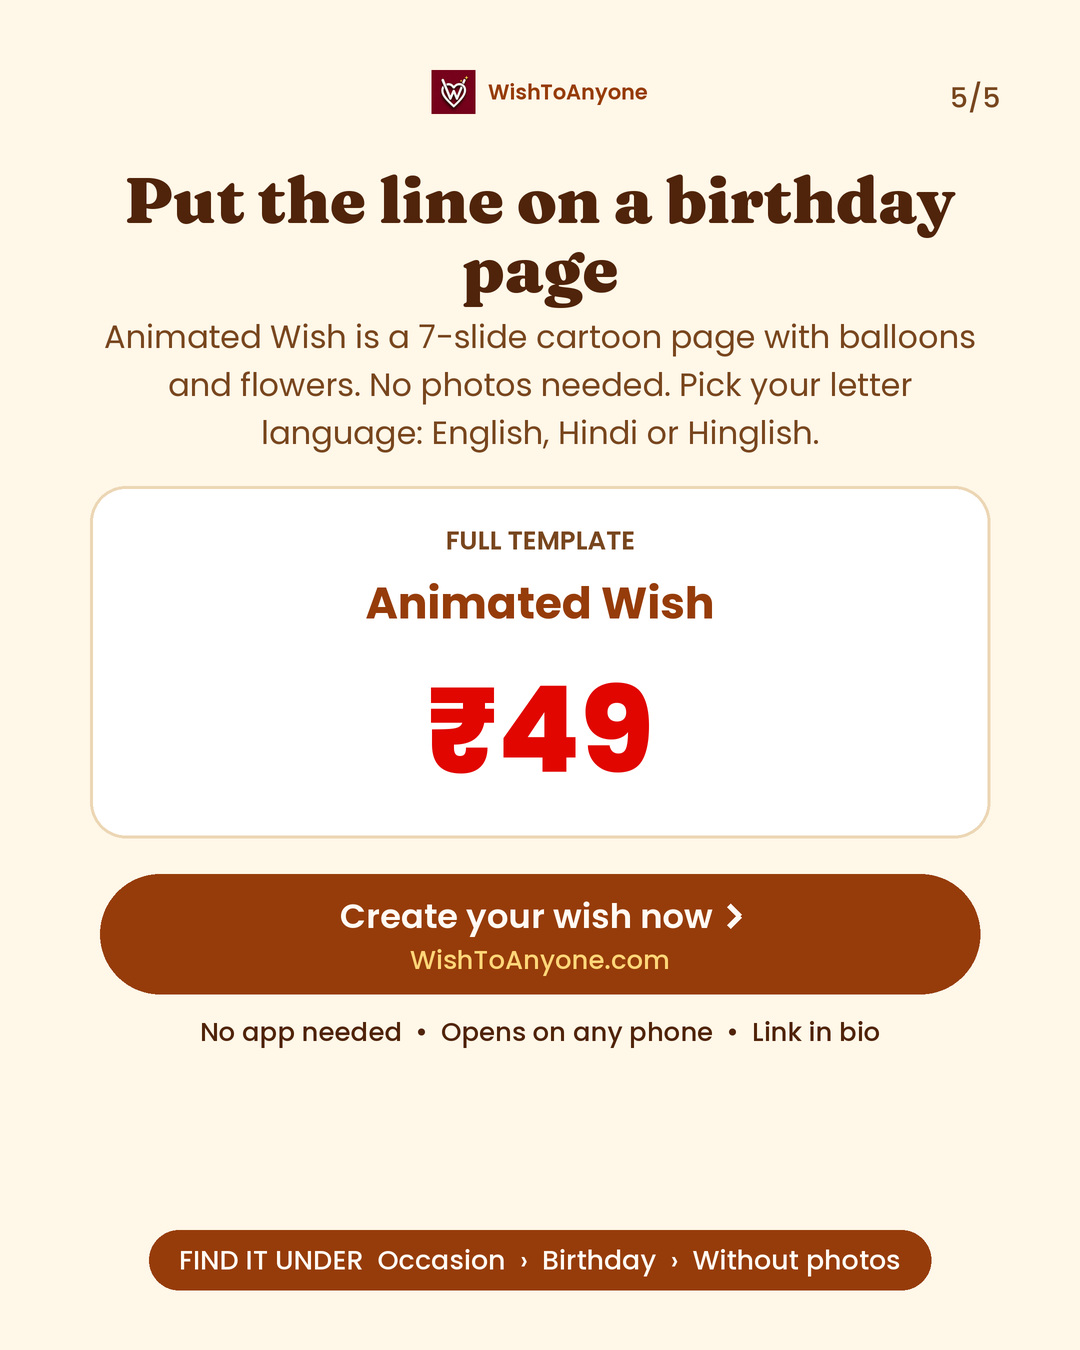 WishToAnyone
5/5
Put the line on a birthday
page
Animated Wish is a 7-slide cartoon page with balloons
and flowers. No photos needed. Pick your letter
language: English, Hindi or Hinglish.
FULL TEMPLATE
Animated Wish
₹49
Create your wish now ›
WishToAnyone.com
No app needed • Opens on any phone • Link in bio
FIND IT UNDER Occasion › Birthday › Without photos